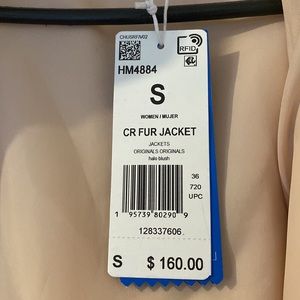 CHUSRFIV02
RFID
HM4884
S
WOMEN / MUJER
CR FUR JACKET
JACKETS
ORIGINALS ORIGINALS
halo blush
36
720
UPC
1 95739 80290 9
128337606
S $ 160.00